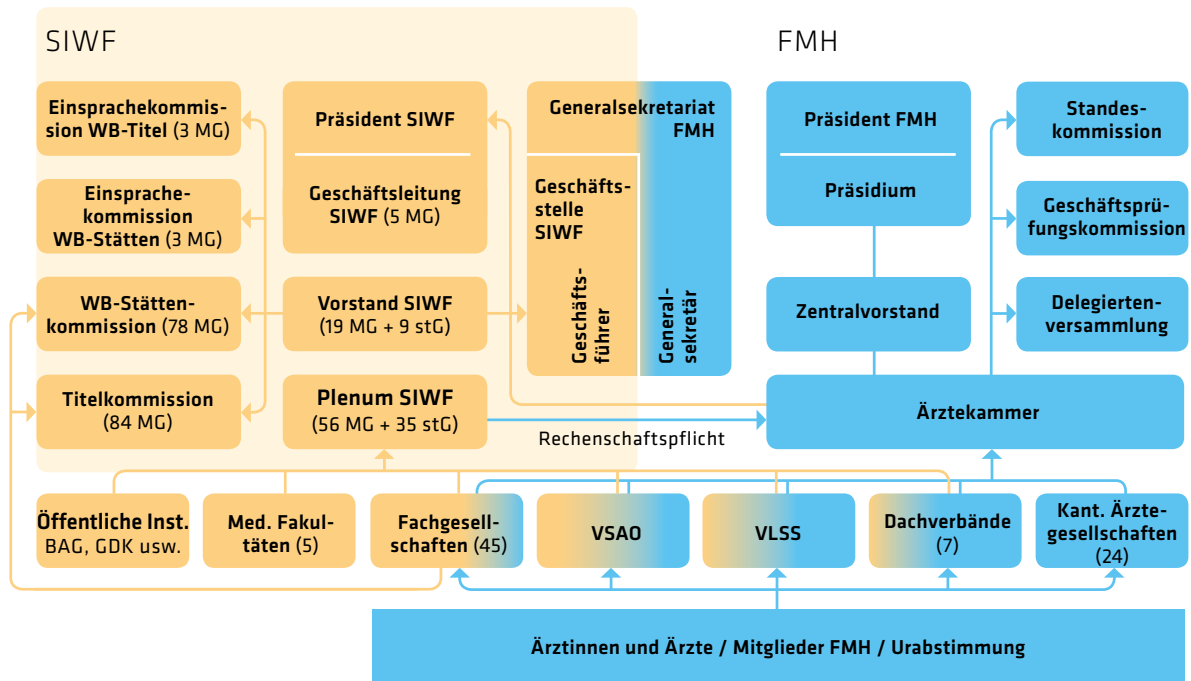 SIWF
FMH
Einsprachekommis-
sion WB-Titel (3 MG)
Präsident SIWF
Generalsekretariat
FMH
Präsident FMH
Standes-
kommission
Einsprache-
kommission
WB-Stätten (3 MG)
Geschäftsleitung
SIWF (5 MG)
Geschäfts-
stelle
SIWF
Präsidium
Geschäftsprü-
fungskommission
WB-Stätten-
kommission (78 MG)
Vorstand SIWF
(19 MG + 9 stG)
Geschäfts-
führer
General-
sekretär
Zentralvorstand
Delegierten-
versammlung
Titelkommission
(84 MG)
Plenum SIWF
(56 MG + 35 stG)
Rechenschaftspflicht
Ärztekammer
Öffentliche Inst.
BAG, GDK usw.
Med. Fakul-
täten (5)
Fachgesell-
schaften (45)
VSAO
VLSS
Dachverbände
(7)
Kant. Ärzte-
gesellschaften
(24)
Ärztinnen und Ärzte / Mitglieder FMH / Urabstimmung